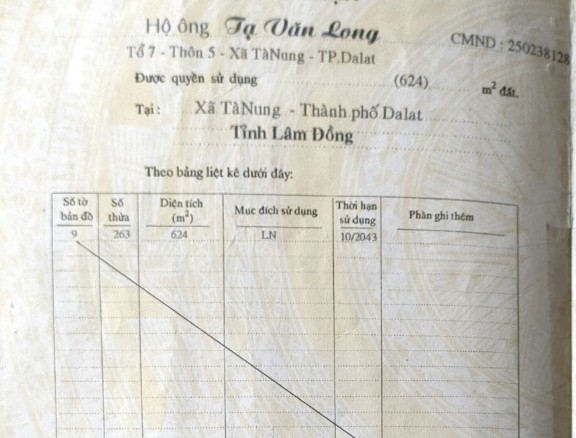 Hộ ông Tạ Văn Long
CMND : 250238128
Tổ 7 - Thôn 5 - Xã TàNung - TP.Dalat
Được quyền sử dụng (624) m² đất.
Tại : Xã TàNung - Thành phố Dalat
Tỉnh Lâm Đồng
Theo bảng liệt kê dưới đây:
Số tờ bản đồ Số thửa Diện tích (m²) Mục đích sử dụng Thời hạn sử dụng Phần ghi thêm
9 263 624 LN 10/2043